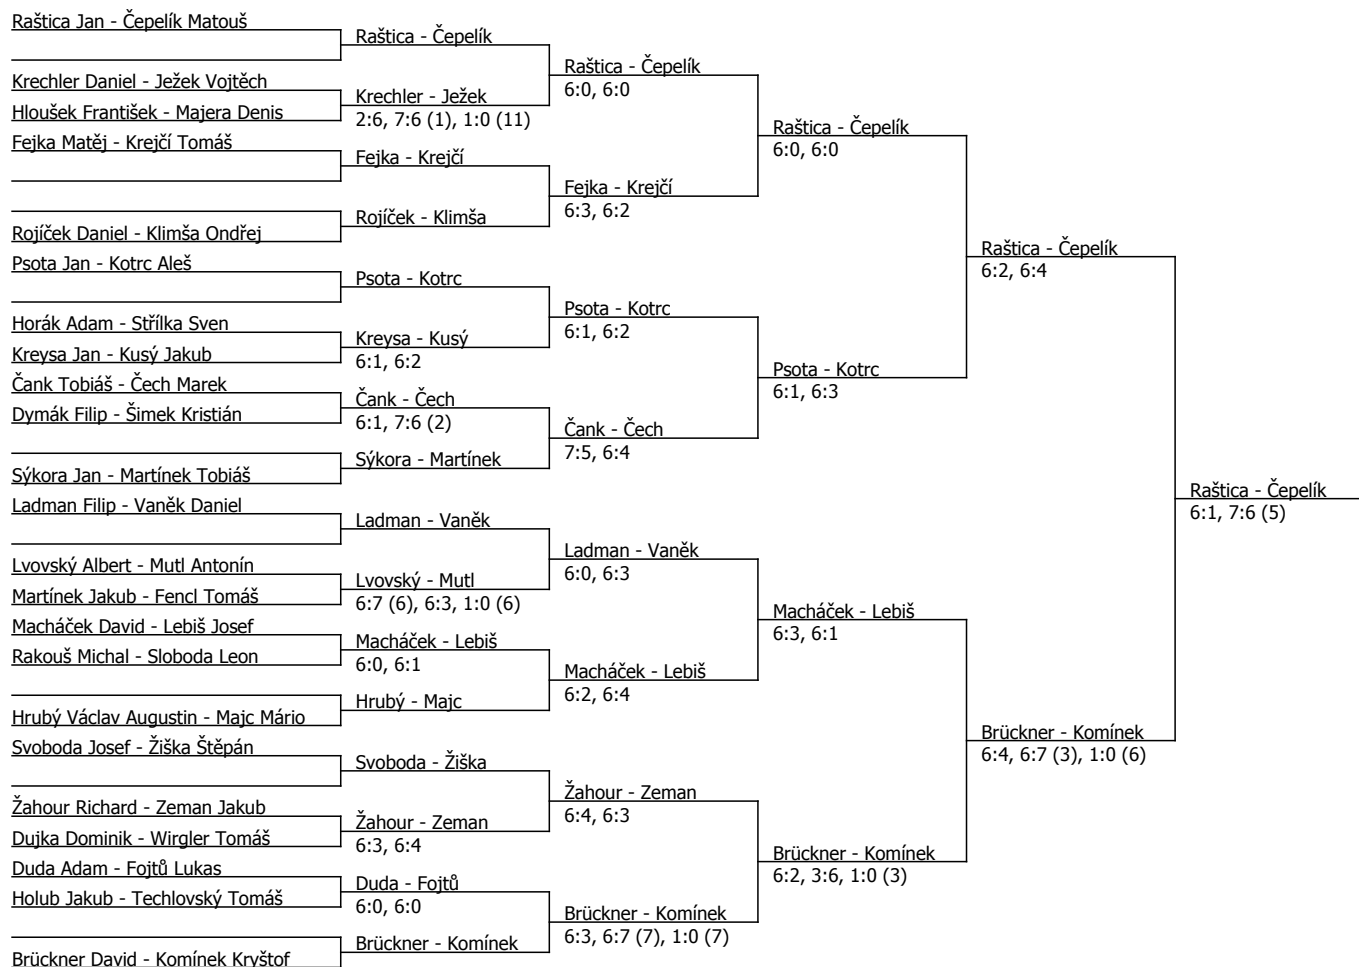 Raštica Jan - Čepelík Matouš
Krechler Daniel - Ježek Vojtěch
Hloušek František - Majera Denis
Fejka Matěj - Krejčí Tomáš
Rojíček Daniel - Klimša Ondřej
Psota Jan - Kotrc Aleš
Horák Adam - Střílka Sven
Kreysa Jan - Kusý Jakub
Čank Tobiáš - Čech Marek
Dymák Filip - Šimek Kristián
Sýkora Jan - Martínek Tobiáš
Ladman Filip - Vaněk Daniel
Lvovský Albert - Mutl Antonín
Martínek Jakub - Fencl Tomáš
Macháček David - Lebiš Josef
Rakouš Michal - Sloboda Leon
Hrubý Václav Augustin - Majc Mário
Svoboda Josef - Žiška Štěpán
Žahour Richard - Zeman Jakub
Dujka Dominik - Wirgler Tomáš
Duda Adam - Fojtů Lukas
Holub Jakub - Techlovský Tomáš
Brückner David - Komínek Kryštof
Raštica - Čepelík
Krechler - Ježek
2:6, 7:6 (1), 1:0 (11)
Fejka - Krejčí
Rojíček - Klimša
Psota - Kotrc
Kreysa - Kusý
6:1, 6:2
Čank - Čech
6:1, 7:6 (2)
Sýkora - Martínek
Ladman - Vaněk
Lvovský - Mutl
6:7 (6), 6:3, 1:0 (6)
Macháček - Lebiš
6:0, 6:1
Hrubý - Majc
Svoboda - Žiška
Žahour - Zeman
6:3, 6:4
Duda - Fojtů
6:0, 6:0
Brückner - Komínek
Raštica - Čepelík
6:0, 6:0
Fejka - Krejčí
6:3, 6:2
Psota - Kotrc
6:1, 6:2
Čank - Čech
7:5, 6:4
Ladman - Vaněk
6:0, 6:3
Macháček - Lebiš
6:2, 6:4
Žahour - Zeman
6:4, 6:3
Brückner - Komínek
6:3, 6:7 (7), 1:0 (7)
Raštica - Čepelík
6:0, 6:0
Psota - Kotrc
6:1, 6:3
Macháček - Lebiš
6:3, 6:1
Brückner - Komínek
6:2, 3:6, 1:0 (3)
Raštica - Čepelík
6:2, 6:4
Brückner - Komínek
6:4, 6:7 (3), 1:0 (6)
Raštica - Čepelík
6:1, 7:6 (5)